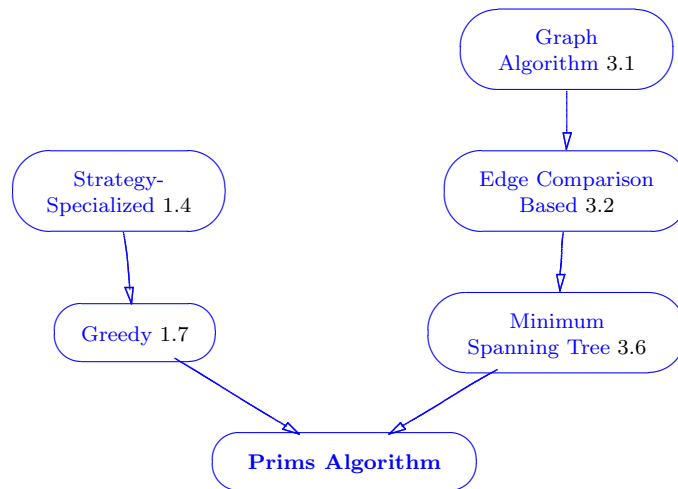 Graph
Algorithm 3.1
Strategy-
Specialized 1.4
Edge Comparison
Based 3.2
Greedy 1.7
Minimum
Spanning Tree 3.6
Prims Algorithm